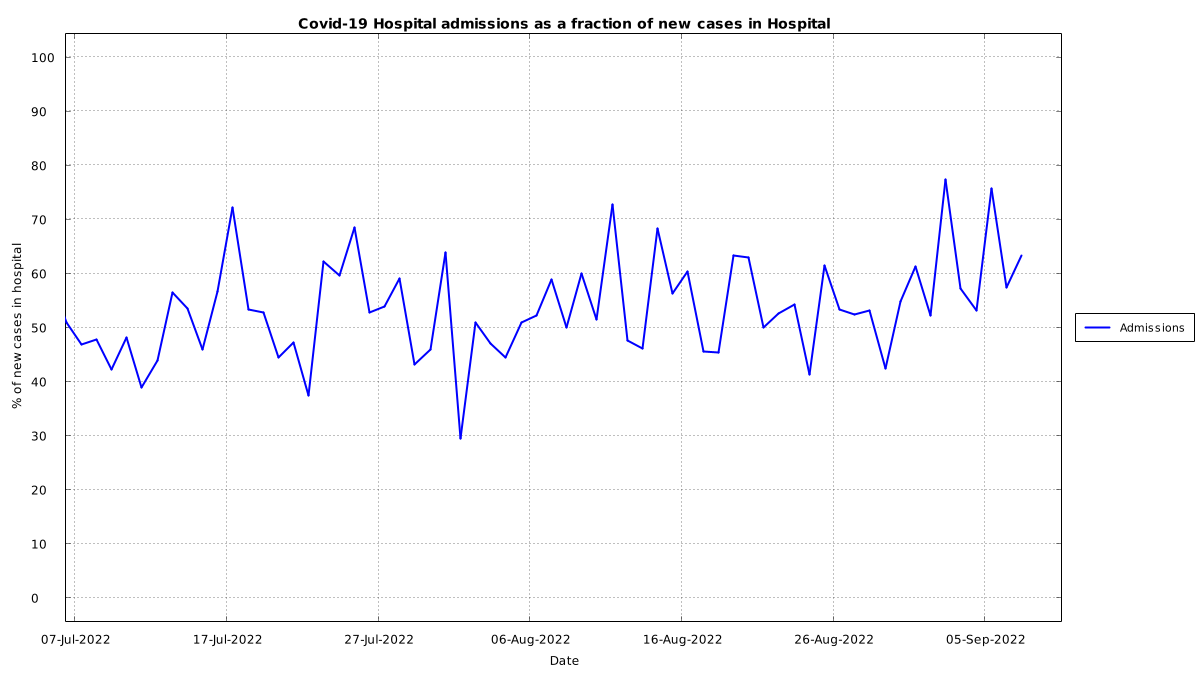 Covid-19 Hospital admissions as a fraction of new cases in Hospital
100
90
80
70
60
50
40
30
20
10
0
% of new cases in hospital
Admissions
07-Jul-2022 17-Jul-2022 27-Jul-2022 06-Aug-2022 16-Aug-2022 26-Aug-2022 05-Sep-2022
Date